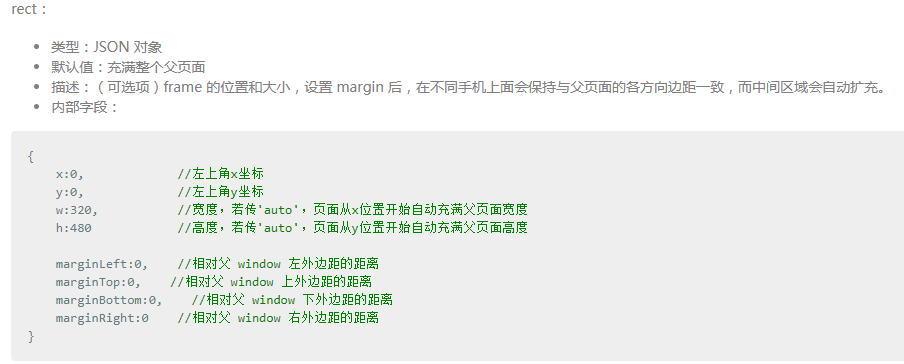 rect：
类型：JSON 对象
默认值：充满整个父页面
描述：（可选项）frame 的位置和大小，设置 margin 后，在不同手机上面会保持与父页面的各方向边距一致，而中间区域会自动扩充。
内部字段：
{
    x:0,             //左上角x坐标
    y:0,             //左上角y坐标
    w:320,           //宽度，若传'auto'，页面从x位置开始自动充满父页面宽度
    h:480            //高度，若传'auto'，页面从y位置开始自动充满父页面高度
    marginLeft:0,    //相对父 window 左外边距的距离
    marginTop:0,    //相对父 window 上外边距的距离
    marginBottom:0,    //相对父 window 下外边距的距离
    marginRight:0    //相对父 window 右外边距的距离
}